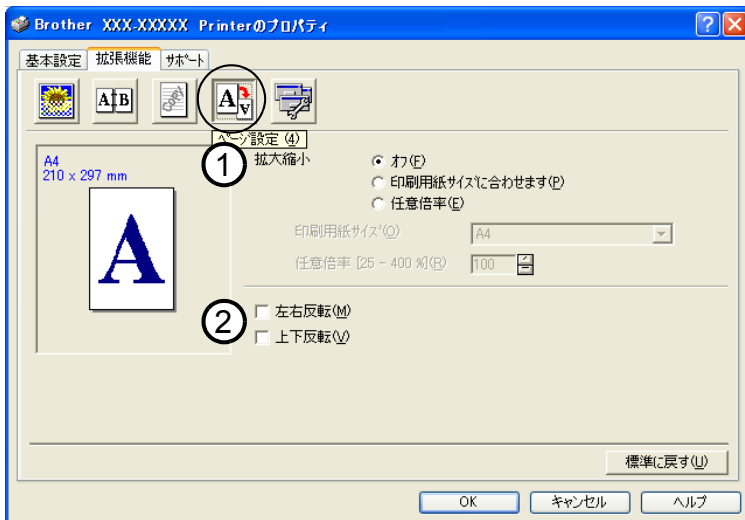 Brother XXX-XXXXX Printerのプロパティ
基本設定 拡張機能 サポート
A B
copy
A A
ページ設定 (4)
A4
210 x 297 mm
A
① 拡大縮小
オフ(F)
印刷用紙サイズに合わせます(P)
任意倍率(E)
印刷用紙サイズ(O) A4
任意倍率 [25 - 400 %](R) 100
② 左右反転(M)
上下反転(V)
標準に戻す(U)
OK キャンセル ヘルプ